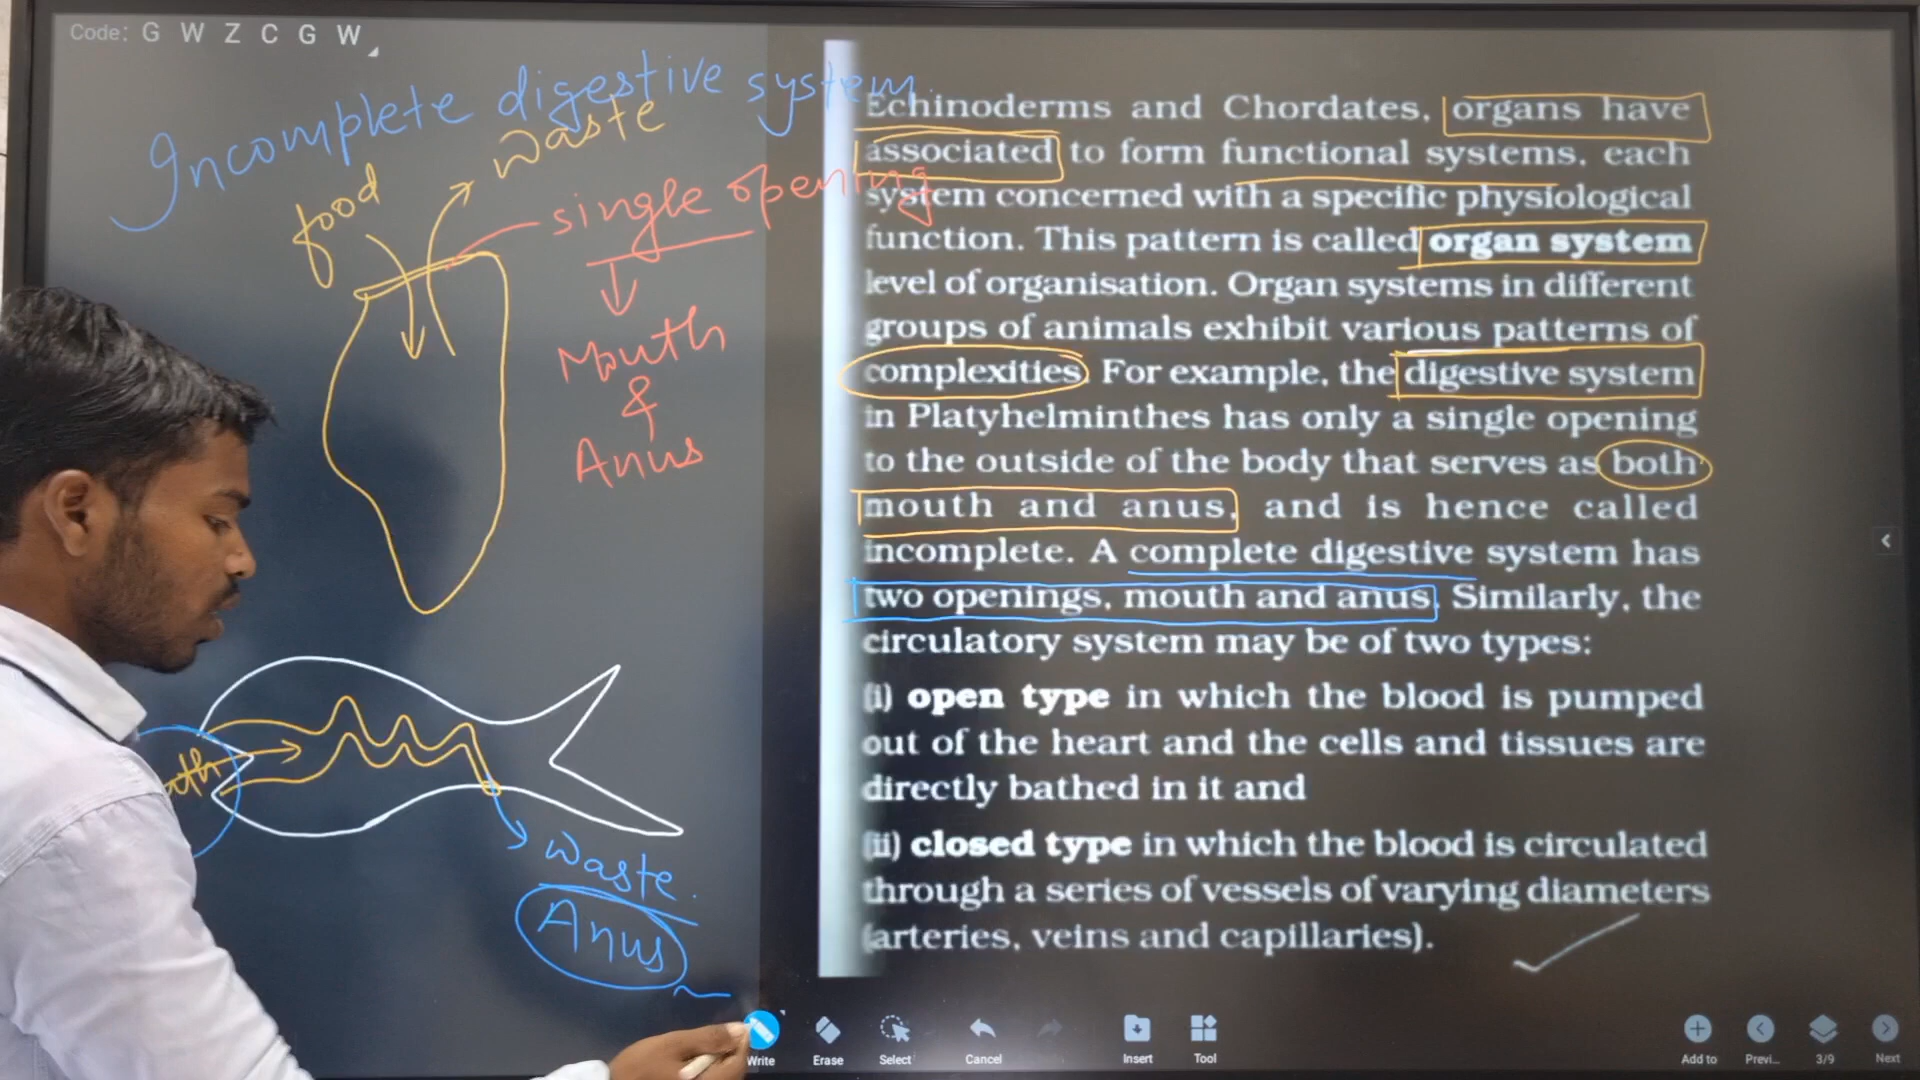 Code: G W Z C G W
Incomplete digestive system.
waste
food
single opening
Mouth
&
Anus
waste.
Anus
Echinoderms and Chordates, organs have
associated to form functional systems, each
system concerned with a specific physiological
function. This pattern is called organ system
level of organisation. Organ systems in different
groups of animals exhibit various patterns of
complexities. For example, the digestive system
in Platyhelminthes has only a single opening
to the outside of the body that serves as both
mouth and anus, and is hence called
incomplete. A complete digestive system has
two openings, mouth and anus. Similarly, the
circulatory system may be of two types:
(i) open type in which the blood is pumped
out of the heart and the cells and tissues are
directly bathed in it and
(ii) closed type in which the blood is circulated
through a series of vessels of varying diameters
(arteries, veins and capillaries).
Write Erase Select Cancel Insert Tool Add to Previ... 3/9 Next